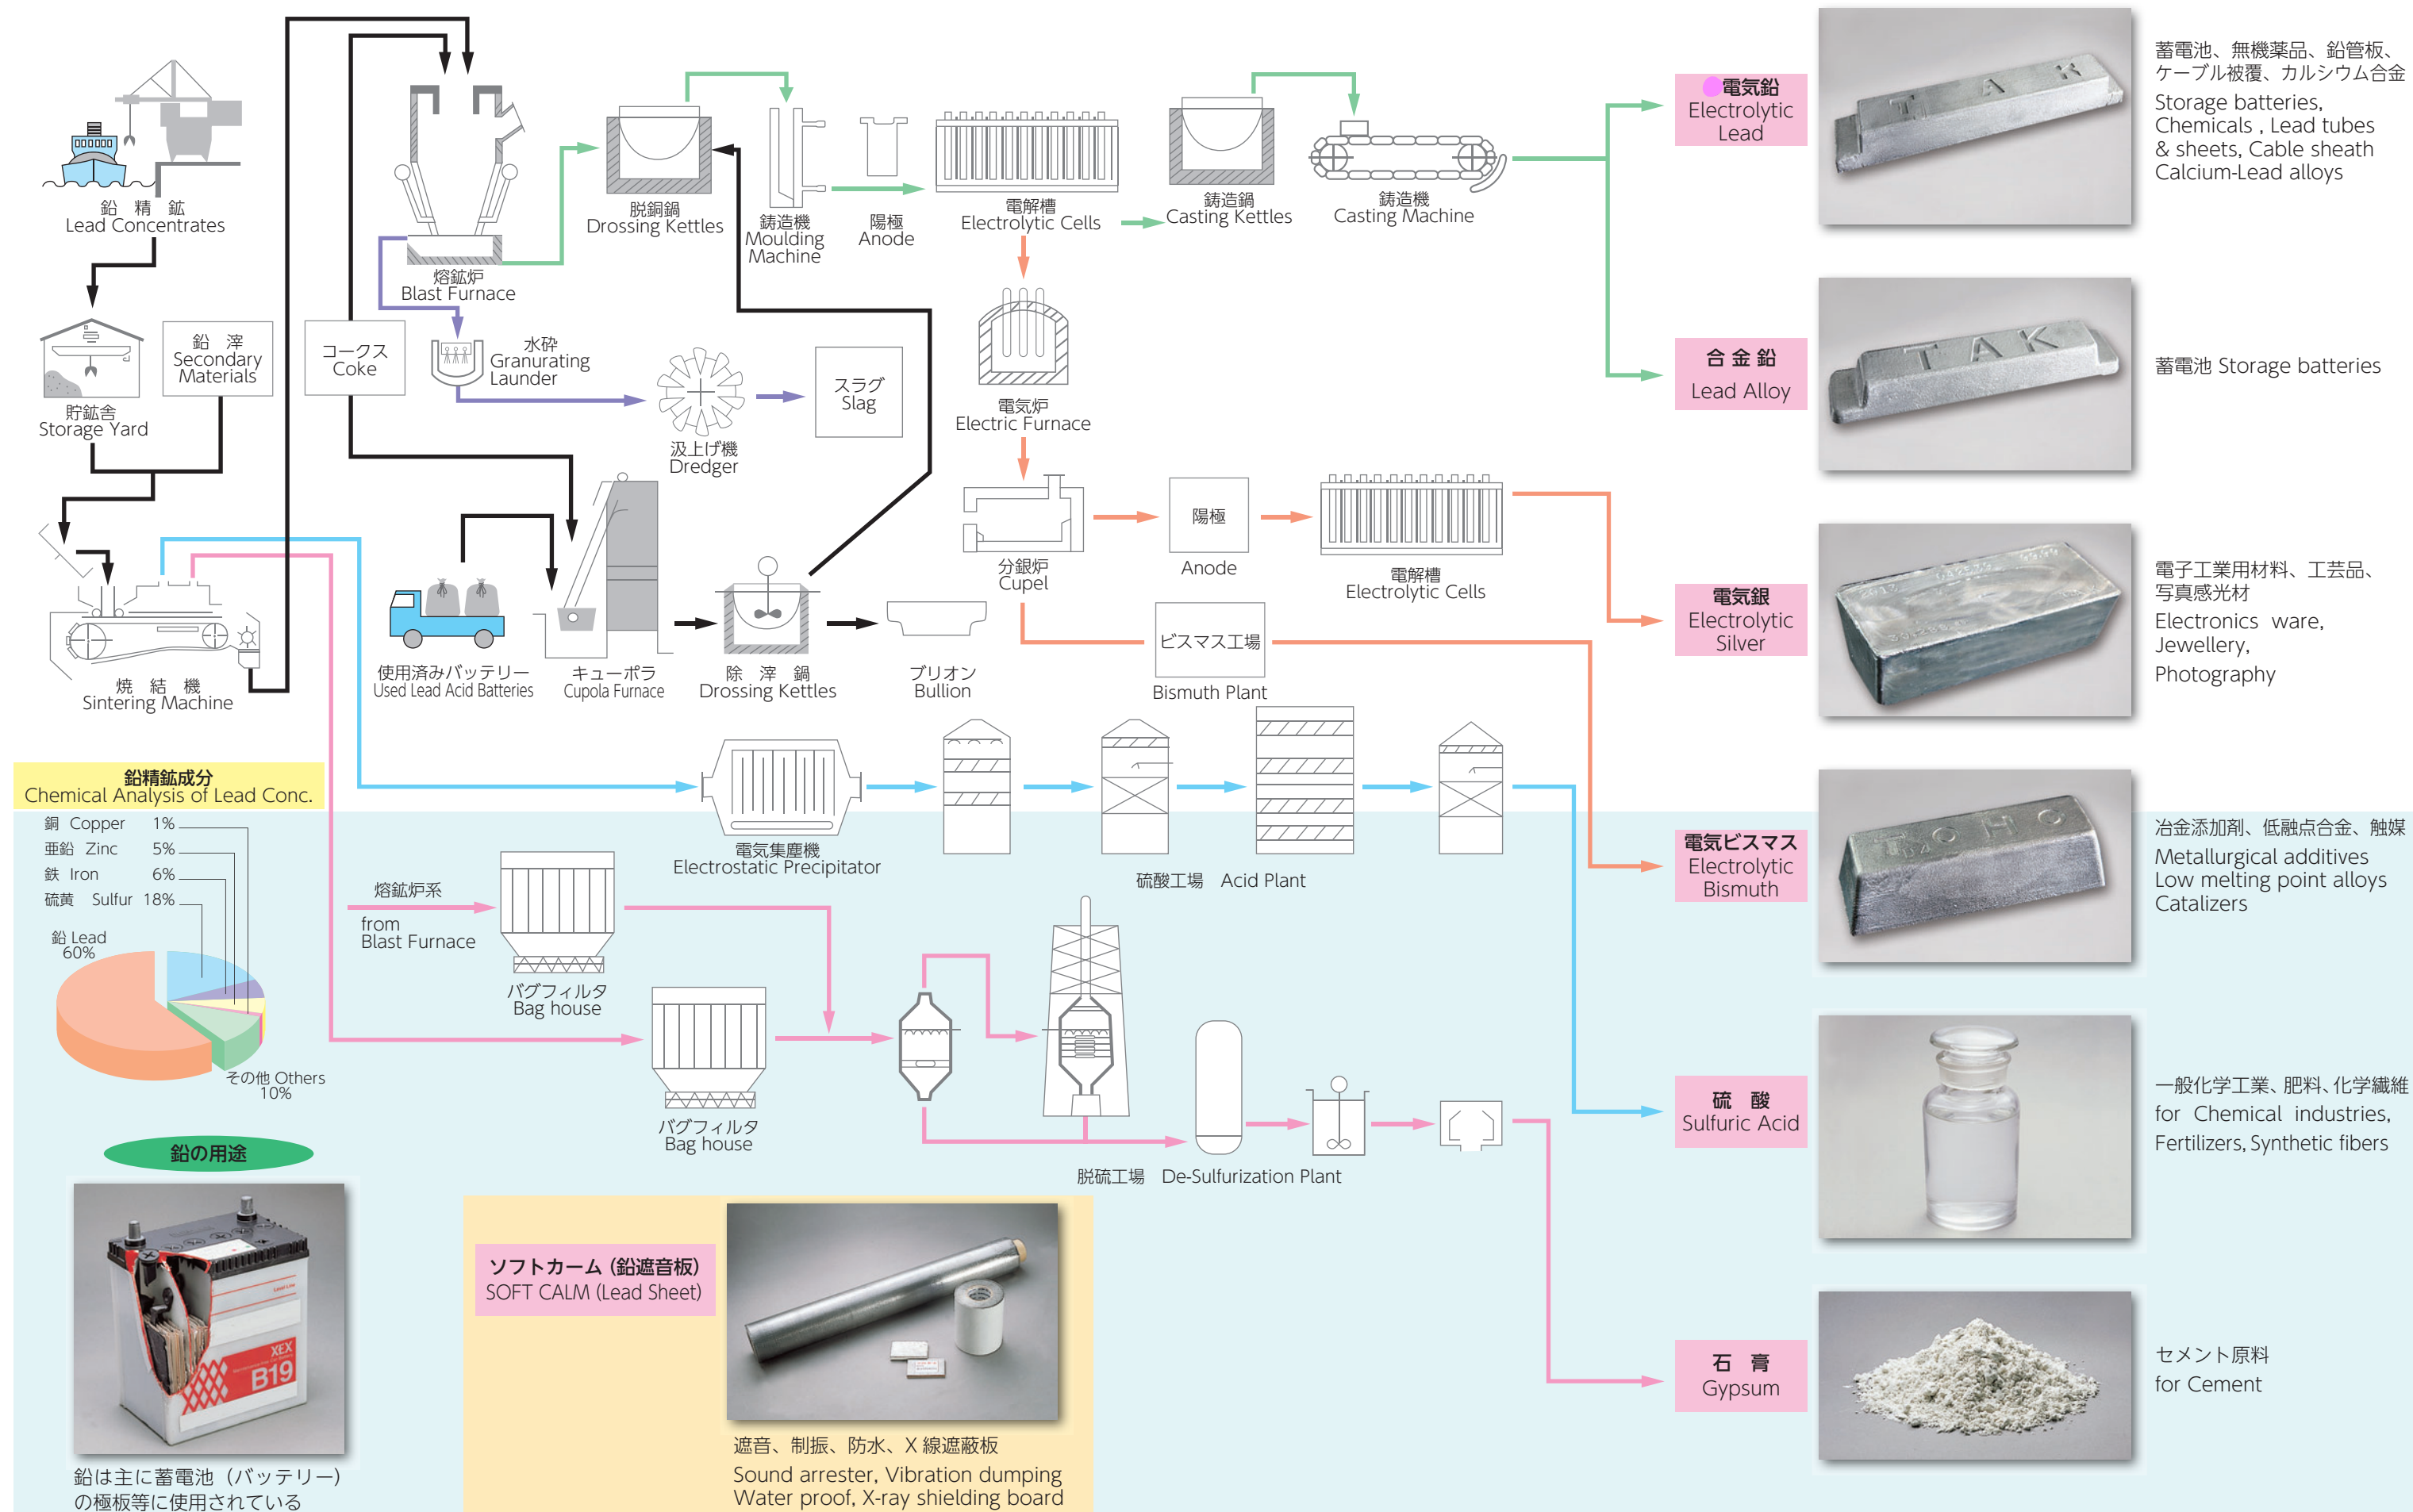 鉛 精 鉱
Lead Concentrates
貯鉱舎
Storage Yard
鉛 滓
Secondary
Materials
焼 結 機
Sintering Machine
コークス
Coke
熔鉱炉
Blast Furnace
水砕
Granurating
Launder
汲上げ機
Dredger
スラグ
Slag
脱銅鍋
Drossing Kettles
鋳造機
Moulding
Machine
陽極
Anode
電解槽
Electrolytic Cells
鋳造鍋
Casting Kettles
鋳造機
Casting Machine
電気炉
Electric Furnace
分銀炉
Cupel
陽極
Anode
電解槽
Electrolytic Cells
ビスマス工場
Bismuth Plant
使用済みバッテリー
Used Lead Acid Batteries
キューポラ
Cupola Furnace
除 滓 鍋
Drossing Kettles
ブリオン
Bullion
電気集塵機
Electrostatic Precipitator
硫酸工場 Acid Plant
熔鉱炉系
from
Blast Furnace
バグフィルタ
Bag house
バグフィルタ
Bag house
脱硫工場 De-Sulfurization Plant
電気鉛
Electrolytic
Lead
T A K
蓄電池、無機薬品、鉛管板、
ケーブル被覆、カルシウム合金
Storage batteries,
Chemicals , Lead tubes
& sheets, Cable sheath
Calcium-Lead alloys
合 金 鉛
Lead Alloy
TAK
蓄電池 Storage batteries
電気銀
Electrolytic
Silver
電子工業用材料、工芸品、
写真感光材
Electronics ware,
Jewellery,
Photography
電気ビスマス
Electrolytic
Bismuth
TOHO
冶金添加剤、低融点合金、触媒
Metallurgical additives
Low melting point alloys
Catalizers
硫 酸
Sulfuric Acid
一般化学工業、肥料、化学繊維
for Chemical industries,
Fertilizers, Synthetic fibers
石 膏
Gypsum
セメント原料
for Cement
鉛精鉱成分
Chemical Analysis of Lead Conc.
銅 Copper 1%
亜鉛 Zinc 5%
鉄 Iron 6%
硫黄 Sulfur 18%
鉛 Lead
60%
その他 Others
10%
鉛の用途
XEX
B19
鉛は主に蓄電池（バッテリー）
の極板等に使用されている
ソフトカーム（鉛遮音板）
SOFT CALM (Lead Sheet)
遮音、制振、防水、X 線遮蔽板
Sound arrester, Vibration dumping
Water proof, X-ray shielding board